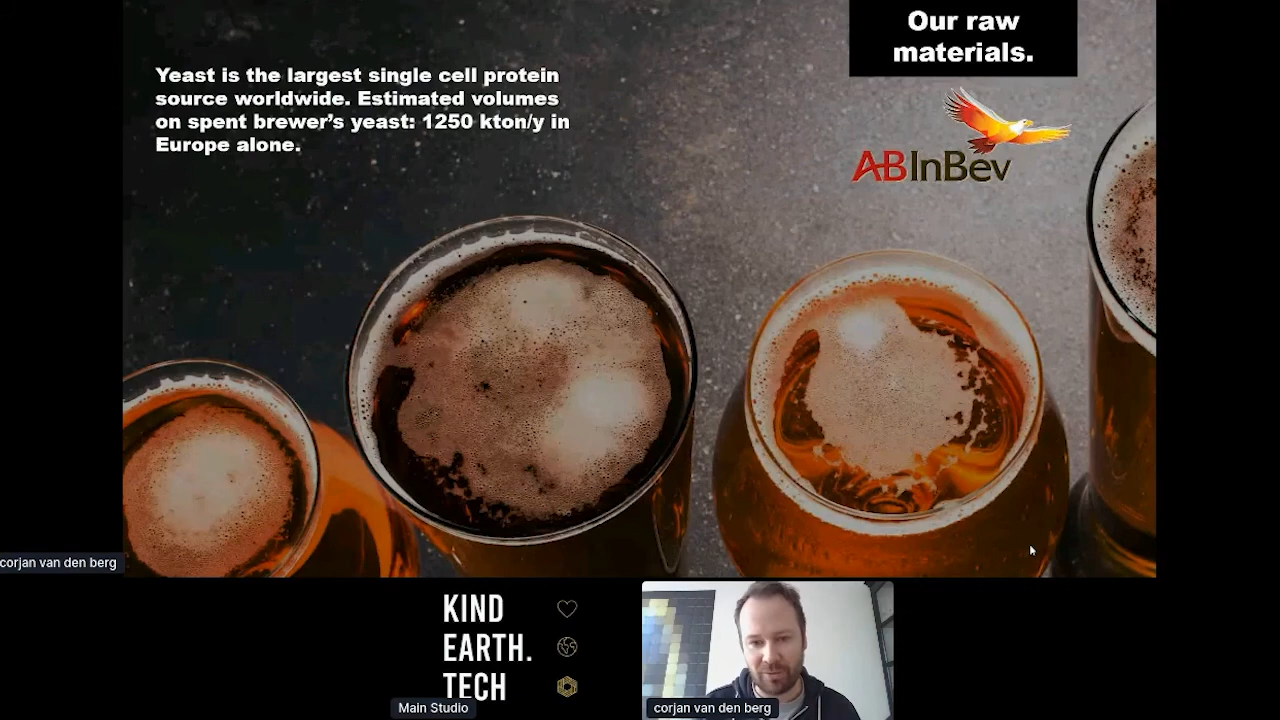 Our raw
materials.
Yeast is the largest single cell protein
source worldwide. Estimated volumes
on spent brewer’s yeast: 1250 kton/y in
Europe alone.
ABInBev
corjan van den berg
KIND
EARTH.
TECH
Main Studio
corjan van den berg